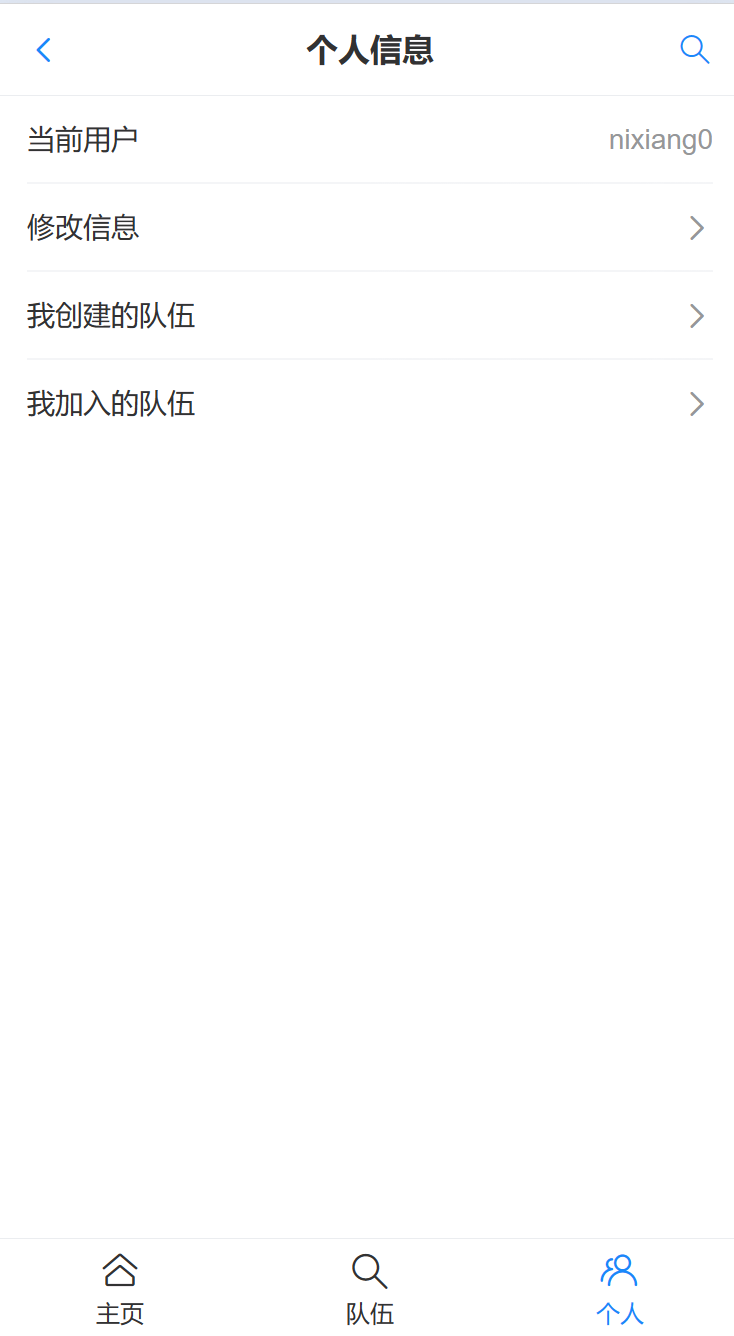 个人信息
当前用户 nixiang0
修改信息
我创建的队伍
我加入的队伍
主页 队伍 个人